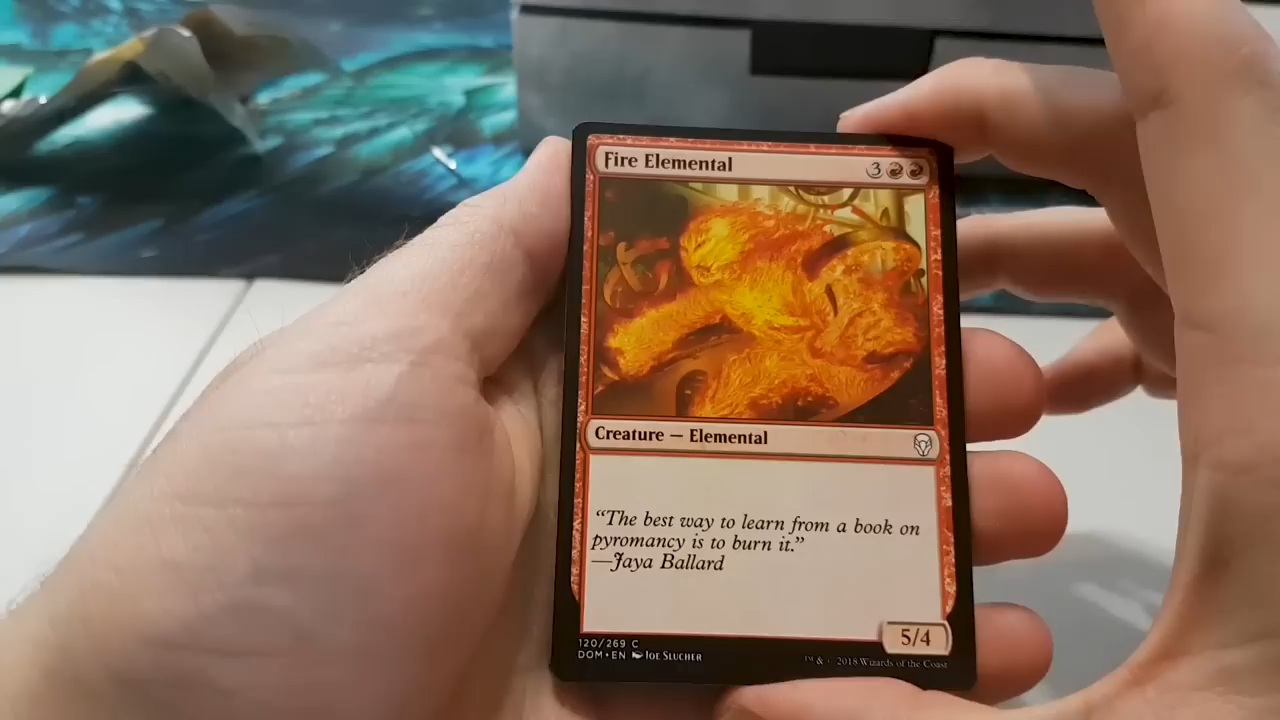 Fire Elemental 3
Creature — Elemental
“The best way to learn from a book on
pyromancy is to burn it.”
—Jaya Ballard
5/4
120/269 C
DOM • EN Joe Slucher
™ & © 2018 Wizards of the Coast